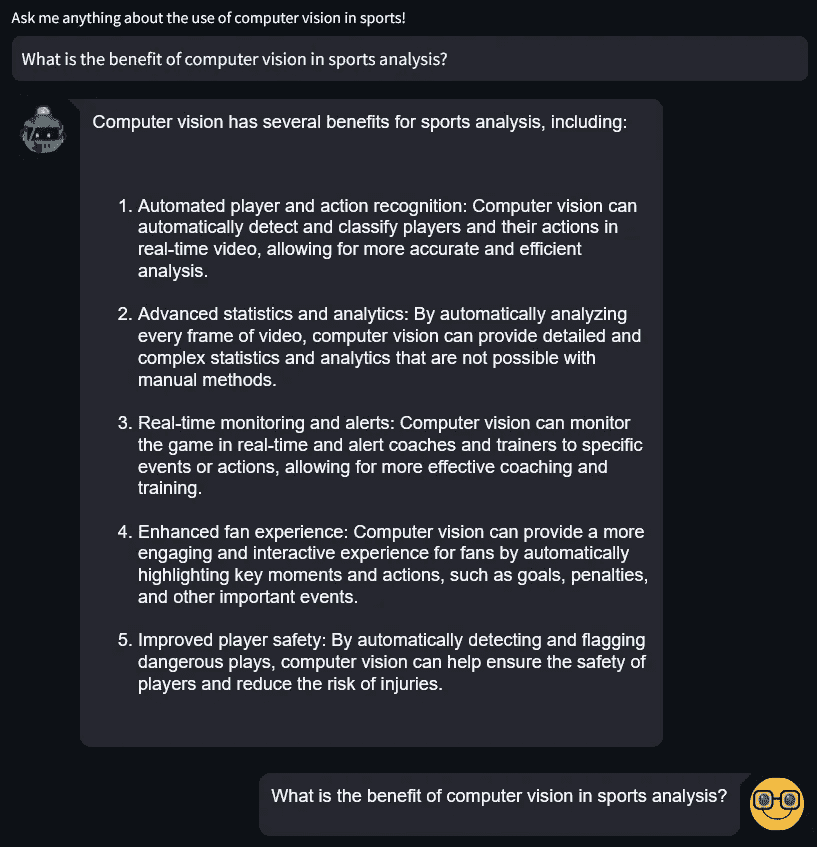 Ask me anything about the use of computer vision in sports!
What is the benefit of computer vision in sports analysis?
Computer vision has several benefits for sports analysis, including:
1. Automated player and action recognition: Computer vision can
automatically detect and classify players and their actions in
real-time video, allowing for more accurate and efficient
analysis.
2. Advanced statistics and analytics: By automatically analyzing
every frame of video, computer vision can provide detailed and
complex statistics and analytics that are not possible with
manual methods.
3. Real-time monitoring and alerts: Computer vision can monitor
the game in real-time and alert coaches and trainers to specific
events or actions, allowing for more effective coaching and
training.
4. Enhanced fan experience: Computer vision can provide a more
engaging and interactive experience for fans by automatically
highlighting key moments and actions, such as goals, penalties,
and other important events.
5. Improved player safety: By automatically detecting and flagging
dangerous plays, computer vision can help ensure the safety of
players and reduce the risk of injuries.
What is the benefit of computer vision in sports analysis?